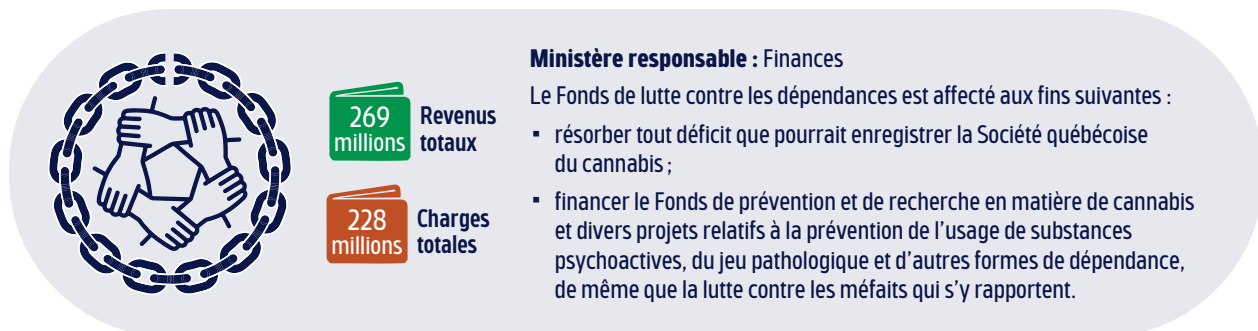 269
millions
Revenus
totaux
228
millions
Charges
totales
Ministère responsable : Finances
Le Fonds de lutte contre les dépendances est affecté aux fins suivantes :
▪ résorber tout déficit que pourrait enregistrer la Société québécoise
du cannabis ;
▪ financer le Fonds de prévention et de recherche en matière de cannabis
et divers projets relatifs à la prévention de l’usage de substances
psychoactives, du jeu pathologique et d’autres formes de dépendance,
de même que la lutte contre les méfaits qui s’y rapportent.